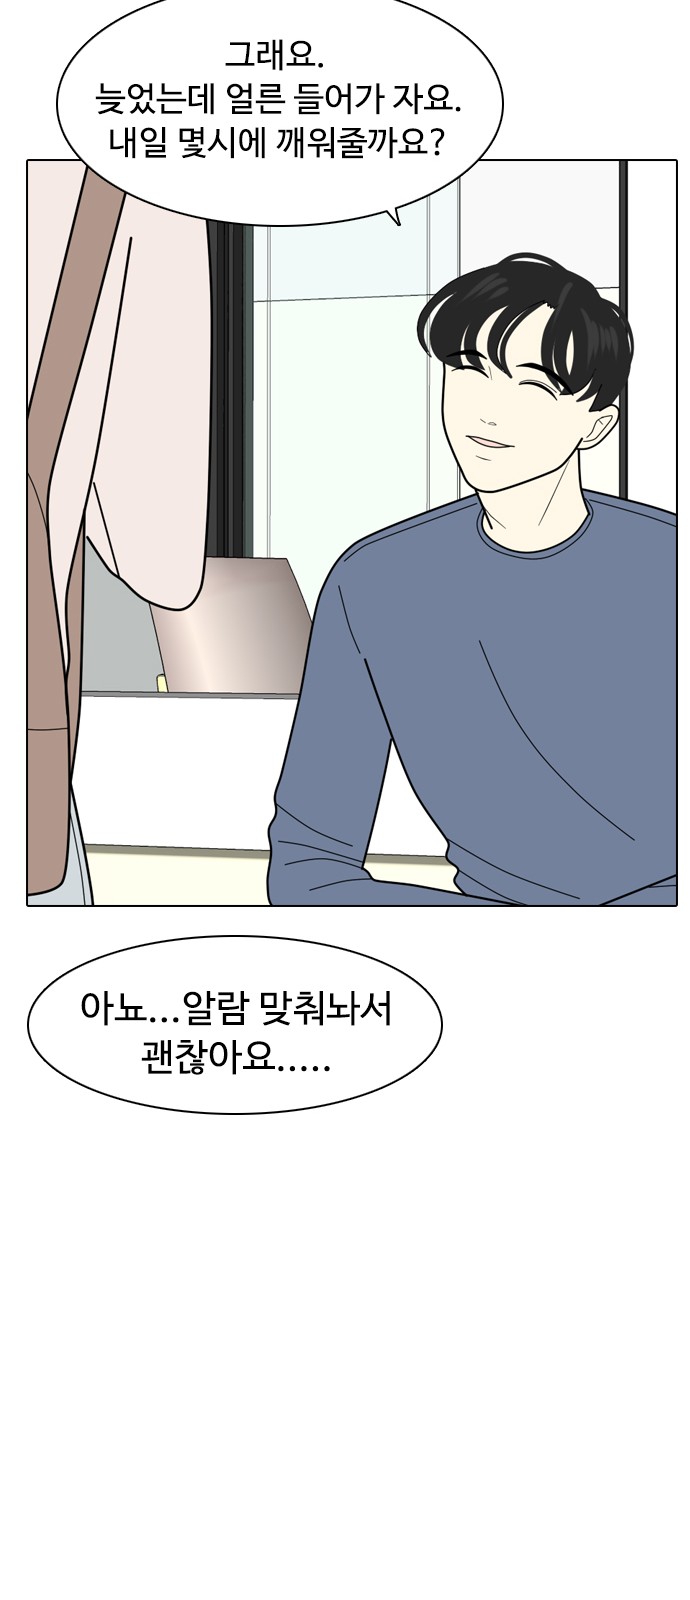 그래요.
늦었는데 얼른 들어가 자요.
내일 몇시에 깨워줄까요?
아뇨...알람 맞춰놔서
괜찮아요.....